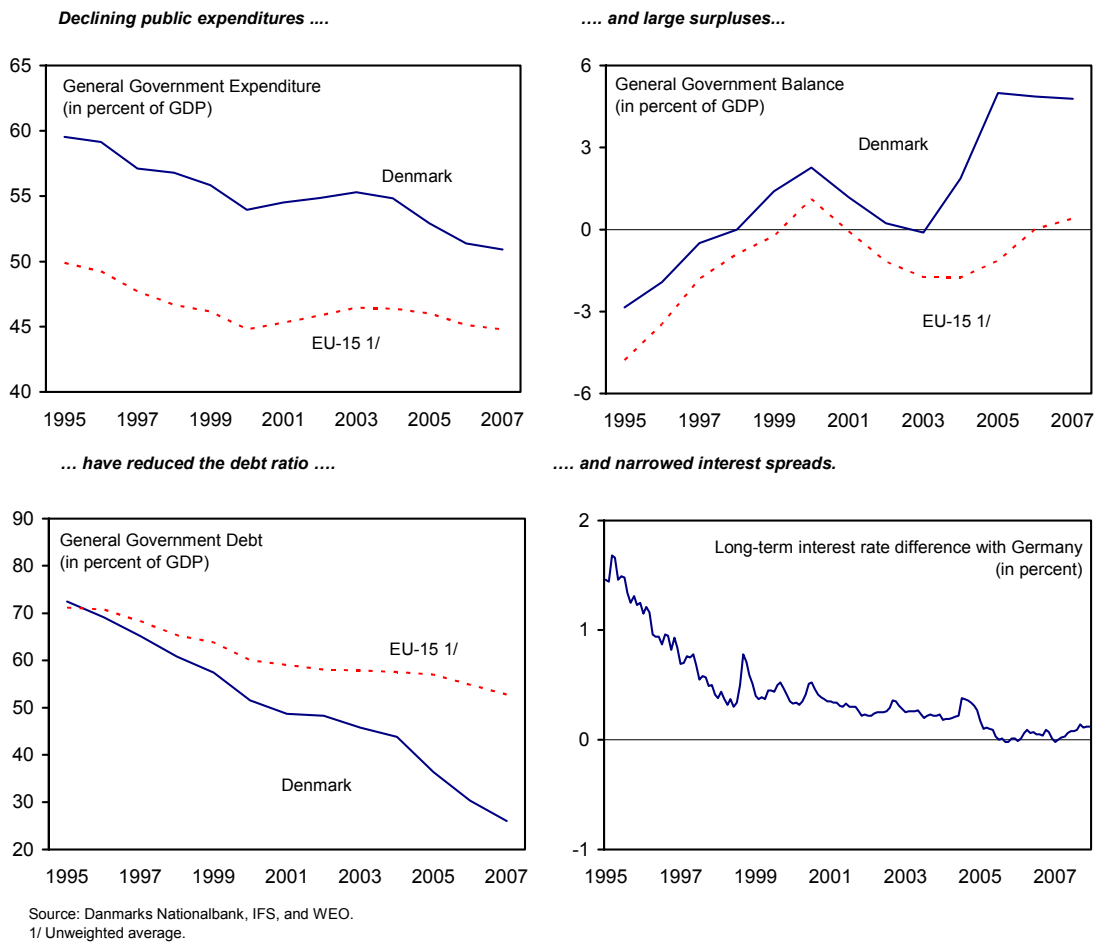 Declining public expenditures ....
65
60
55
50
45
40
General Government Expenditure
(in percent of GDP)
Denmark
EU-15 1/
1995 1997 1999 2001 2003 2005 2007
.... and large surpluses...
6
3
0
-3
-6
General Government Balance
(in percent of GDP)
Denmark
EU-15 1/
1995 1997 1999 2001 2003 2005 2007
... have reduced the debt ratio ....
90
80
70
60
50
40
30
20
General Government Debt
(in percent of GDP)
EU-15 1/
Denmark
1995 1997 1999 2001 2003 2005 2007
.... and narrowed interest spreads.
2
1
0
-1
Long-term interest rate difference with Germany
(in percent)
1995 1997 1999 2001 2003 2005 2007
Source: Danmarks Nationalbank, IFS, and WEO.
1/ Unweighted average.